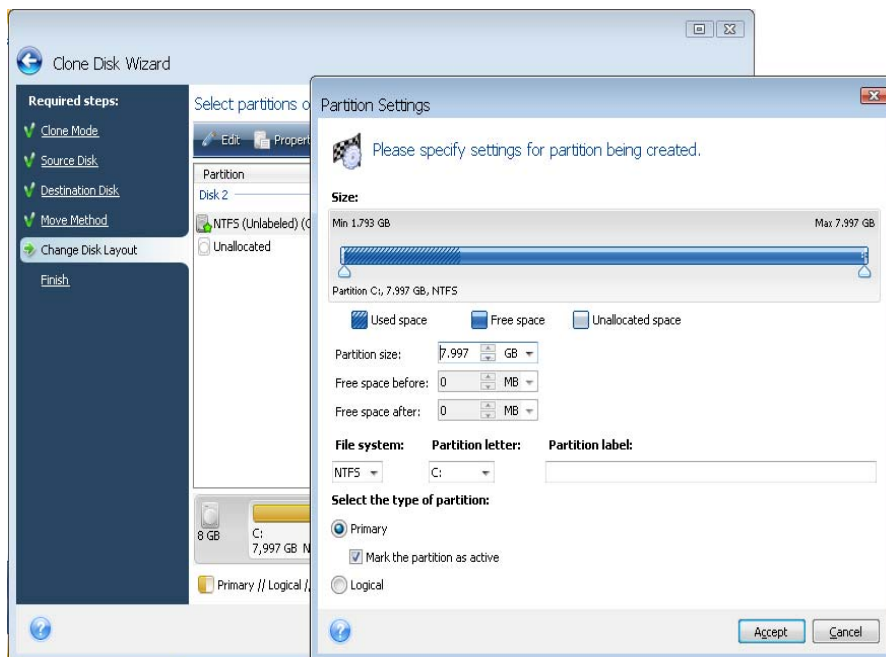 Clone Disk Wizard
Required steps:
Clone Mode
Source Disk
Destination Disk
Move Method
Change Disk Layout
Finish
Select partitions o
Edit Propert
Partition
Disk 2
NTFS (Unlabeled) (C
Unallocated
8 GB
C:
7,997 GB N
Primary // Logical /
Partition Settings
Please specify settings for partition being created.
Size:
Min 1.793 GB Max 7.997 GB
Partition C:, 7.997 GB, NTFS
Used space Free space Unallocated space
Partition size: 7.997 GB
Free space before: 0 MB
Free space after: 0 MB
File system: Partition letter: Partition label:
NTFS C:
Select the type of partition:
Primary
Mark the partition as active
Logical
Accept Cancel